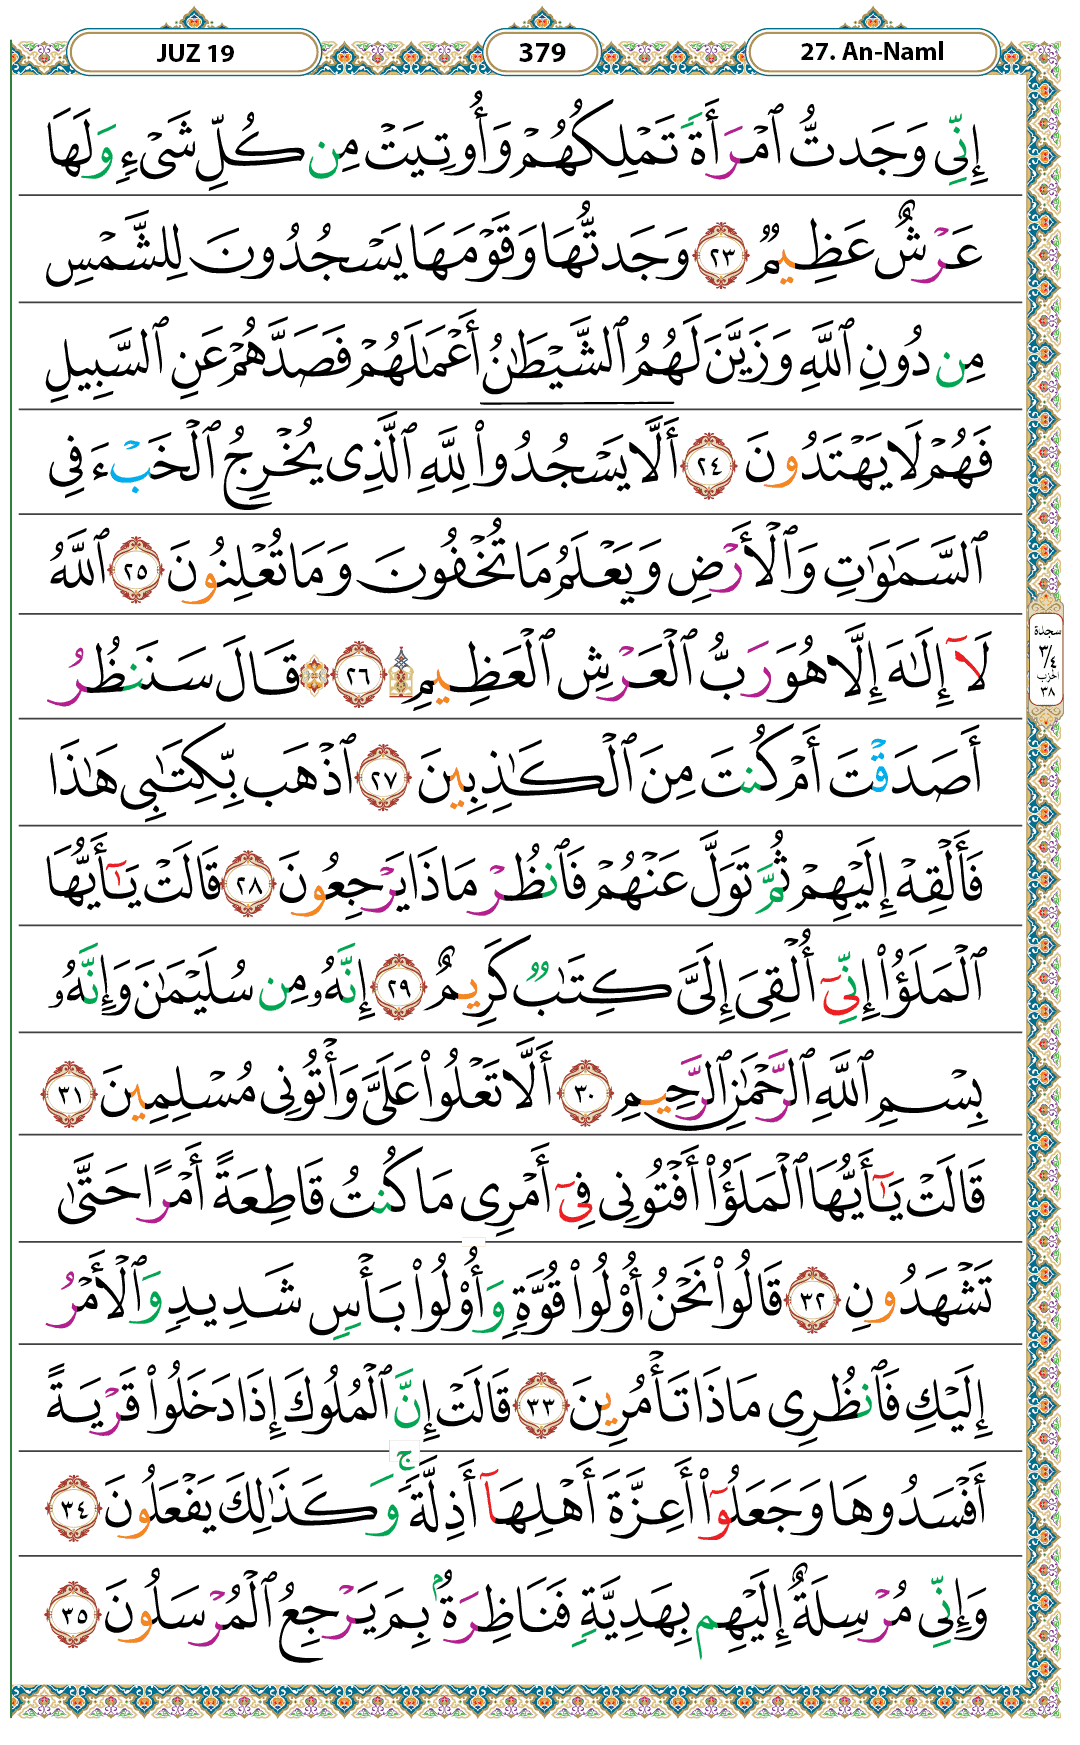 JUZ 19
379
27. An-Naml
إِنِّى وَجَدتُّ ٱمْرَأَةً تَمْلِكُهُمْ وَأُوتِيَتْ مِن كُلِّ شَىْءٍ وَلَهَا
عَرْشٌ عَظِيمٌ ٢٣ وَجَدتُّهَا وَقَوْمَهَا يَسْجُدُونَ لِلشَّمْسِ
مِن دُونِ ٱللَّهِ وَزَيَّنَ لَهُمُ ٱلشَّيْطَٰنُ أَعْمَٰلَهُمْ فَصَدَّهُمْ عَنِ ٱلسَّبِيلِ
فَهُمْ لَا يَهْتَدُونَ ٢٤ أَلَّا يَسْجُدُوا۟ لِلَّهِ ٱلَّذِى يُخْرِجُ ٱلْخَبْءَ فِى
ٱلسَّمَٰوَٰتِ وَٱلْأَرْضِ وَيَعْلَمُ مَا تُخْفُونَ وَمَا تُعْلِنُونَ ٢٥ ٱللَّهُ
لَآ إِلَٰهَ إِلَّا هُوَ رَبُّ ٱلْعَرْشِ ٱلْعَظِيمِ ۩ ٢٦ ۞ قَالَ سَنَنظُرُ
سجدة
٣/٤
الحزب
٣٨
أَصَدَقْتَ أَمْ كُنتَ مِنَ ٱلْكَٰذِبِينَ ٢٧ ٱذْهَب بِّكِتَٰبِى هَٰذَا
فَأَلْقِهْ إِلَيْهِمْ ثُمَّ تَوَلَّ عَنْهُمْ فَٱنظُرْ مَاذَا يَرْجِعُونَ ٢٨ قَالَتْ يَٰٓأَيُّهَا
ٱلْمَلَؤُا۟ إِنِّىٓ أُلْقِىَ إِلَىَّ كِتَٰبٌ كَرِيمٌ ٢٩ إِنَّهُۥ مِن سُلَيْمَٰنَ وَإِنَّهُۥ
بِسْمِ ٱللَّهِ ٱلرَّحْمَٰنِ ٱلرَّحِيمِ ٣٠ أَلَّا تَعْلُوا۟ عَلَىَّ وَأْتُونِى مُسْلِمِينَ ٣١
قَالَتْ يَٰٓأَيُّهَا ٱلْمَلَؤُا۟ أَفْتُونِى فِىٓ أَمْرِى مَا كُنتُ قَاطِعَةً أَمْرًا حَتَّىٰ
تَشْهَدُونِ ٣٢ قَالُوا۟ نَحْنُ أُو۟لُوا۟ قُوَّةٍ وَأُو۟لُوا۟ بَأْسٍ شَدِيدٍ وَٱلْأَمْرُ
إِلَيْكِ فَٱنظُرِى مَاذَا تَأْمُرِينَ ٣٣ قَالَتْ إِنَّ ٱلْمُلُوكَ إِذَا دَخَلُوا۟ قَرْيَةً
أَفْسَدُوهَا وَجَعَلُوٓا۟ أَعِزَّةَ أَهْلِهَآ أَذِلَّةً ۚ وَكَذَٰلِكَ يَفْعَلُونَ ٣٤
وَإِنِّى مُرْسِلَةٌ إِلَيْهِم بِهَدِيَّةٍ فَنَاظِرَةٌۢ بِمَ يَرْجِعُ ٱلْمُرْسَلُونَ ٣٥